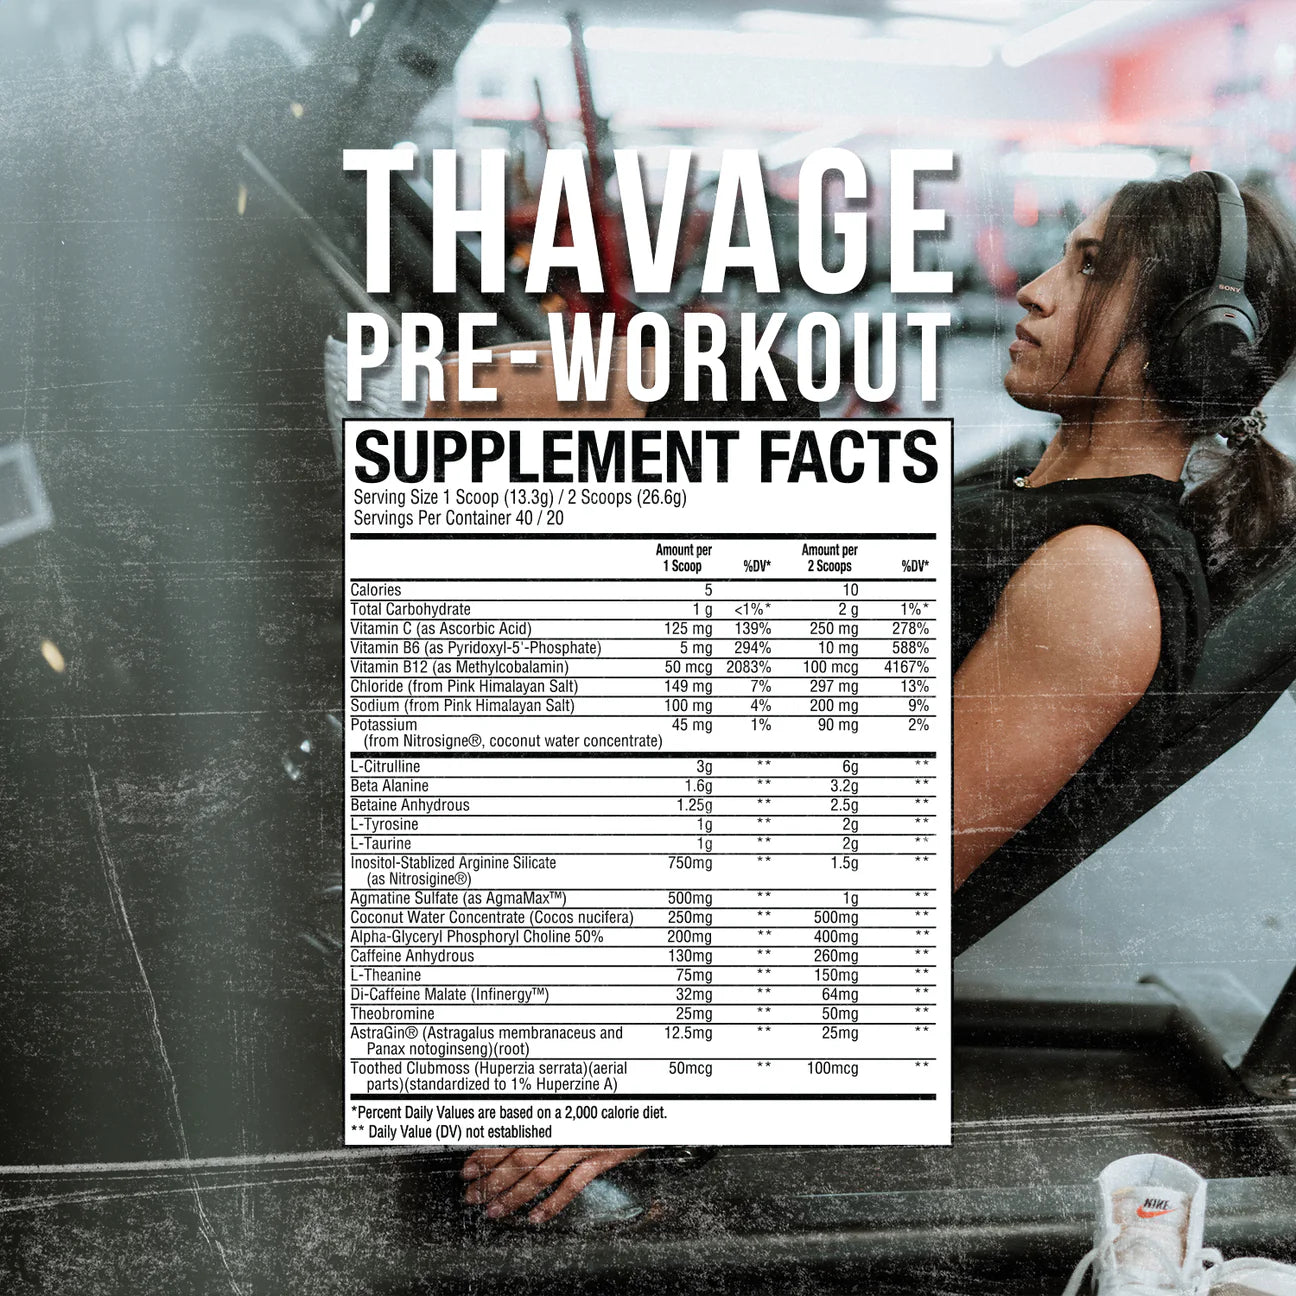 THAVAGE
PRE-WORKOUT
SONY
SUPPLEMENT FACTS
Serving Size 1 Scoop (13.3g) / 2 Scoops (26.6g)
Servings Per Container 40 / 20
Amount per 1 Scoop %DV* Amount per 2 Scoops %DV*
Calories 5 10
Total Carbohydrate 1 g <1%* 2 g 1%*
Vitamin C (as Ascorbic Acid) 125 mg 139% 250 mg 278%
Vitamin B6 (as Pyridoxyl-5'-Phosphate) 5 mg 294% 10 mg 588%
Vitamin B12 (as Methylcobalamin) 50 mcg 2083% 100 mcg 4167%
Chloride (from Pink Himalayan Salt) 149 mg 7% 297 mg 13%
Sodium (from Pink Himalayan Salt) 100 mg 4% 200 mg 9%
Potassium 45 mg 1% 90 mg 2%
(from Nitrosigne®, coconut water concentrate)
L-Citrulline 3g ** 6g **
Beta Alanine 1.6g ** 3.2g **
Betaine Anhydrous 1.25g ** 2.5g **
L-Tyrosine 1g ** 2g **
L-Taurine 1g ** 2g **
Inositol-Stablized Arginine Silicate 750mg ** 1.5g **
(as Nitrosigine®)
Agmatine Sulfate (as AgmaMax™) 500mg ** 1g **
Coconut Water Concentrate (Cocos nucifera) 250mg ** 500mg **
Alpha-Glyceryl Phosphoryl Choline 50% 200mg ** 400mg **
Caffeine Anhydrous 130mg ** 260mg **
L-Theanine 75mg ** 150mg **
Di-Caffeine Malate (Infinergy™) 32mg ** 64mg **
Theobromine 25mg ** 50mg **
AstraGin® (Astragalus membranaceus and 12.5mg ** 25mg **
Panax notoginseng)(root)
Toothed Clubmoss (Huperzia serrata)(aerial 50mcg ** 100mcg **
parts)(standardized to 1% Huperzine A)
*Percent Daily Values are based on a 2,000 calorie diet.
** Daily Value (DV) not established
NIKE